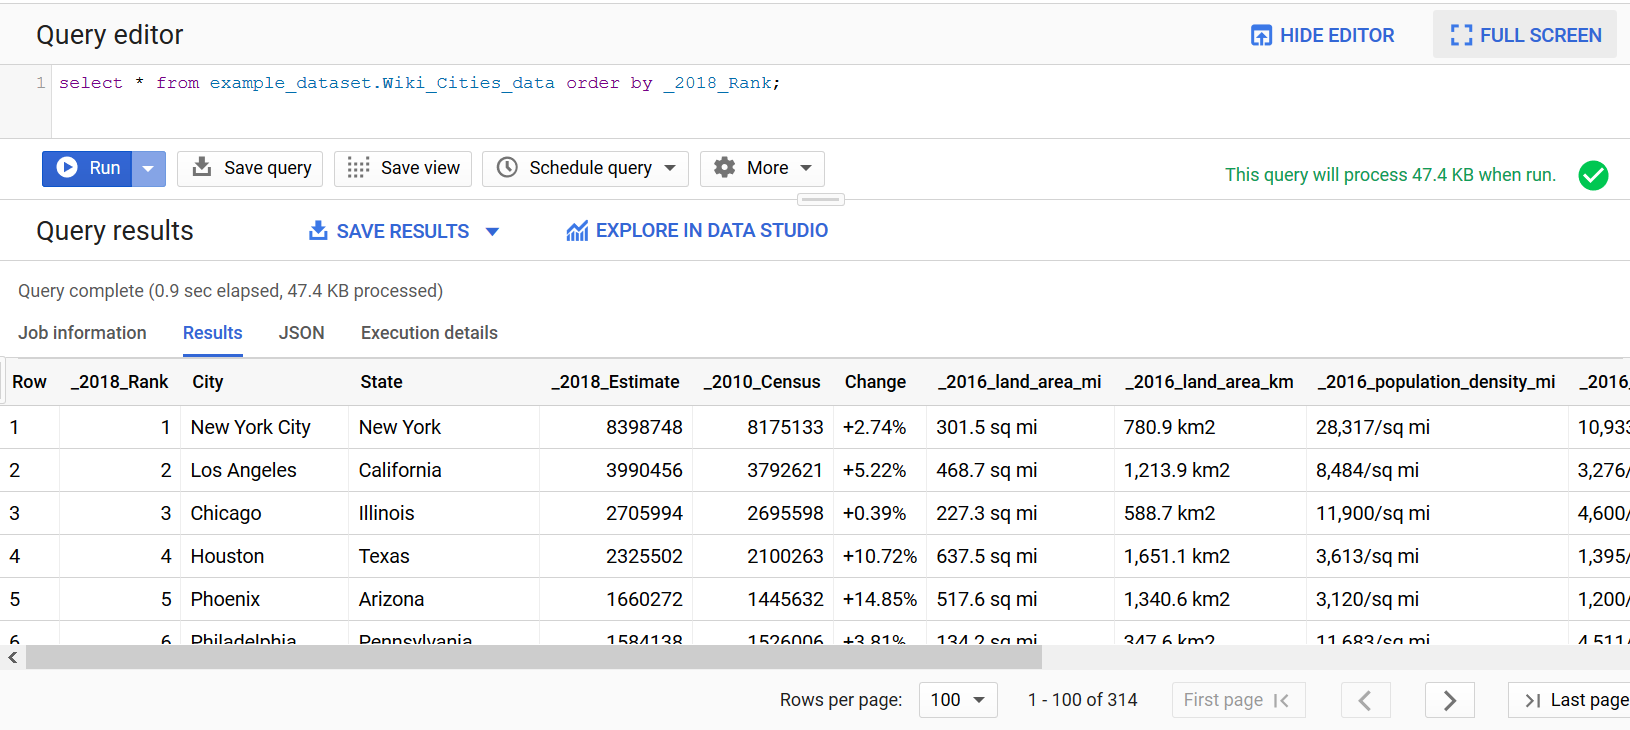 Query editor HIDE EDITOR FULL SCREEN
1 select * from example_dataset.Wiki_Cities_data order by _2018_Rank;
Run Save query Save view Schedule query More This query will process 47.4 KB when run.
Query results SAVE RESULTS EXPLORE IN DATA STUDIO
Query complete (0.9 sec elapsed, 47.4 KB processed)
Job information Results JSON Execution details
Row _2018_Rank City State _2018_Estimate _2010_Census Change _2016_land_area_mi _2016_land_area_km _2016_population_density_mi _2016_
1 1 New York City New York 8398748 8175133 +2.74% 301.5 sq mi 780.9 km2 28,317/sq mi 10,933
2 2 Los Angeles California 3990456 3792621 +5.22% 468.7 sq mi 1,213.9 km2 8,484/sq mi 3,276/
3 3 Chicago Illinois 2705994 2695598 +0.39% 227.3 sq mi 588.7 km2 11,900/sq mi 4,600/
4 4 Houston Texas 2325502 2100263 +10.72% 637.5 sq mi 1,651.1 km2 3,613/sq mi 1,395/
5 5 Phoenix Arizona 1660272 1445632 +14.85% 517.6 sq mi 1,340.6 km2 3,120/sq mi 1,200/
6 6 Philadelphia Pennsylvania 1584138 1526006 +3.81% 134.2 sq mi 347.6 km2 11,683/sq mi 4,511/
Rows per page: 100 1 - 100 of 314 First page Last page